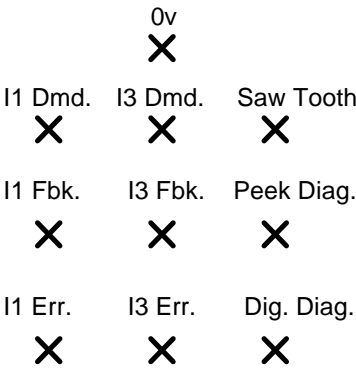 0v
I1 Dmd. I3 Dmd. Saw Tooth
I1 Fbk. I3 Fbk. Peek Diag.
I1 Err. I3 Err. Dig. Diag.